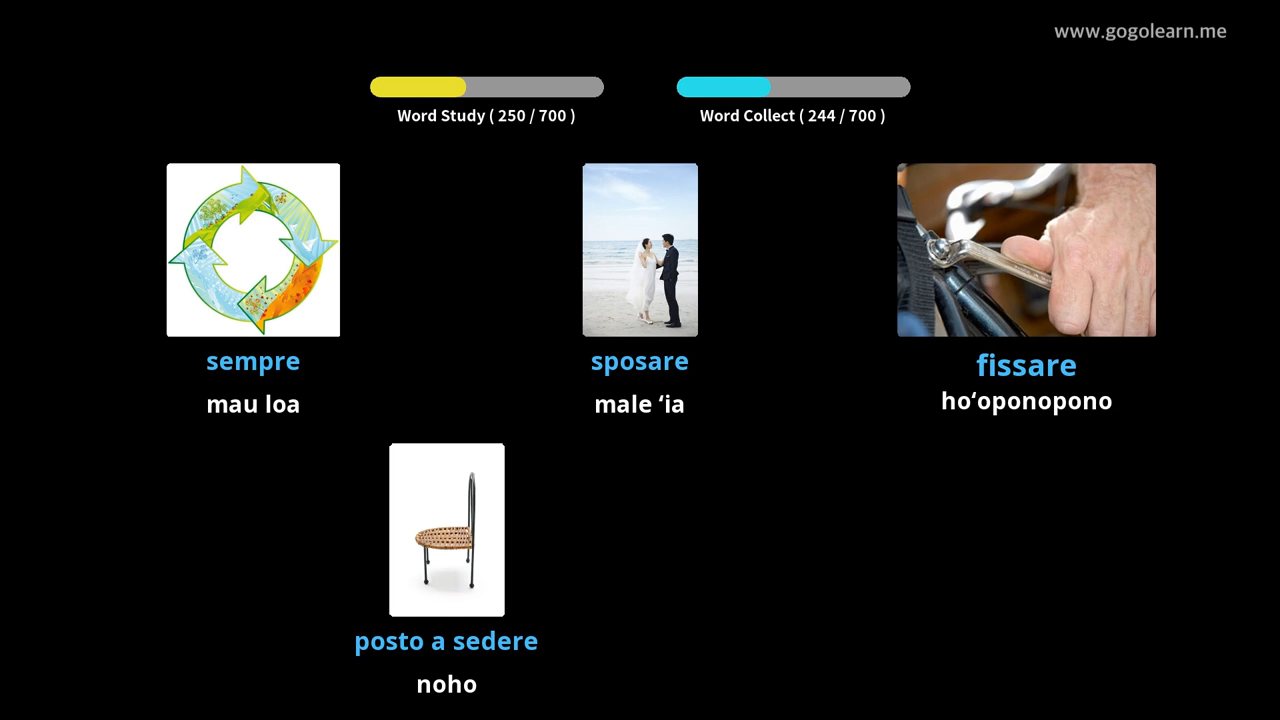 www.gogolearn.me
Word Study ( 250 / 700 )
Word Collect ( 244 / 700 )
sempre
mau loa
sposare
male ʻia
fissare
hoʻoponopono
posto a sedere
noho